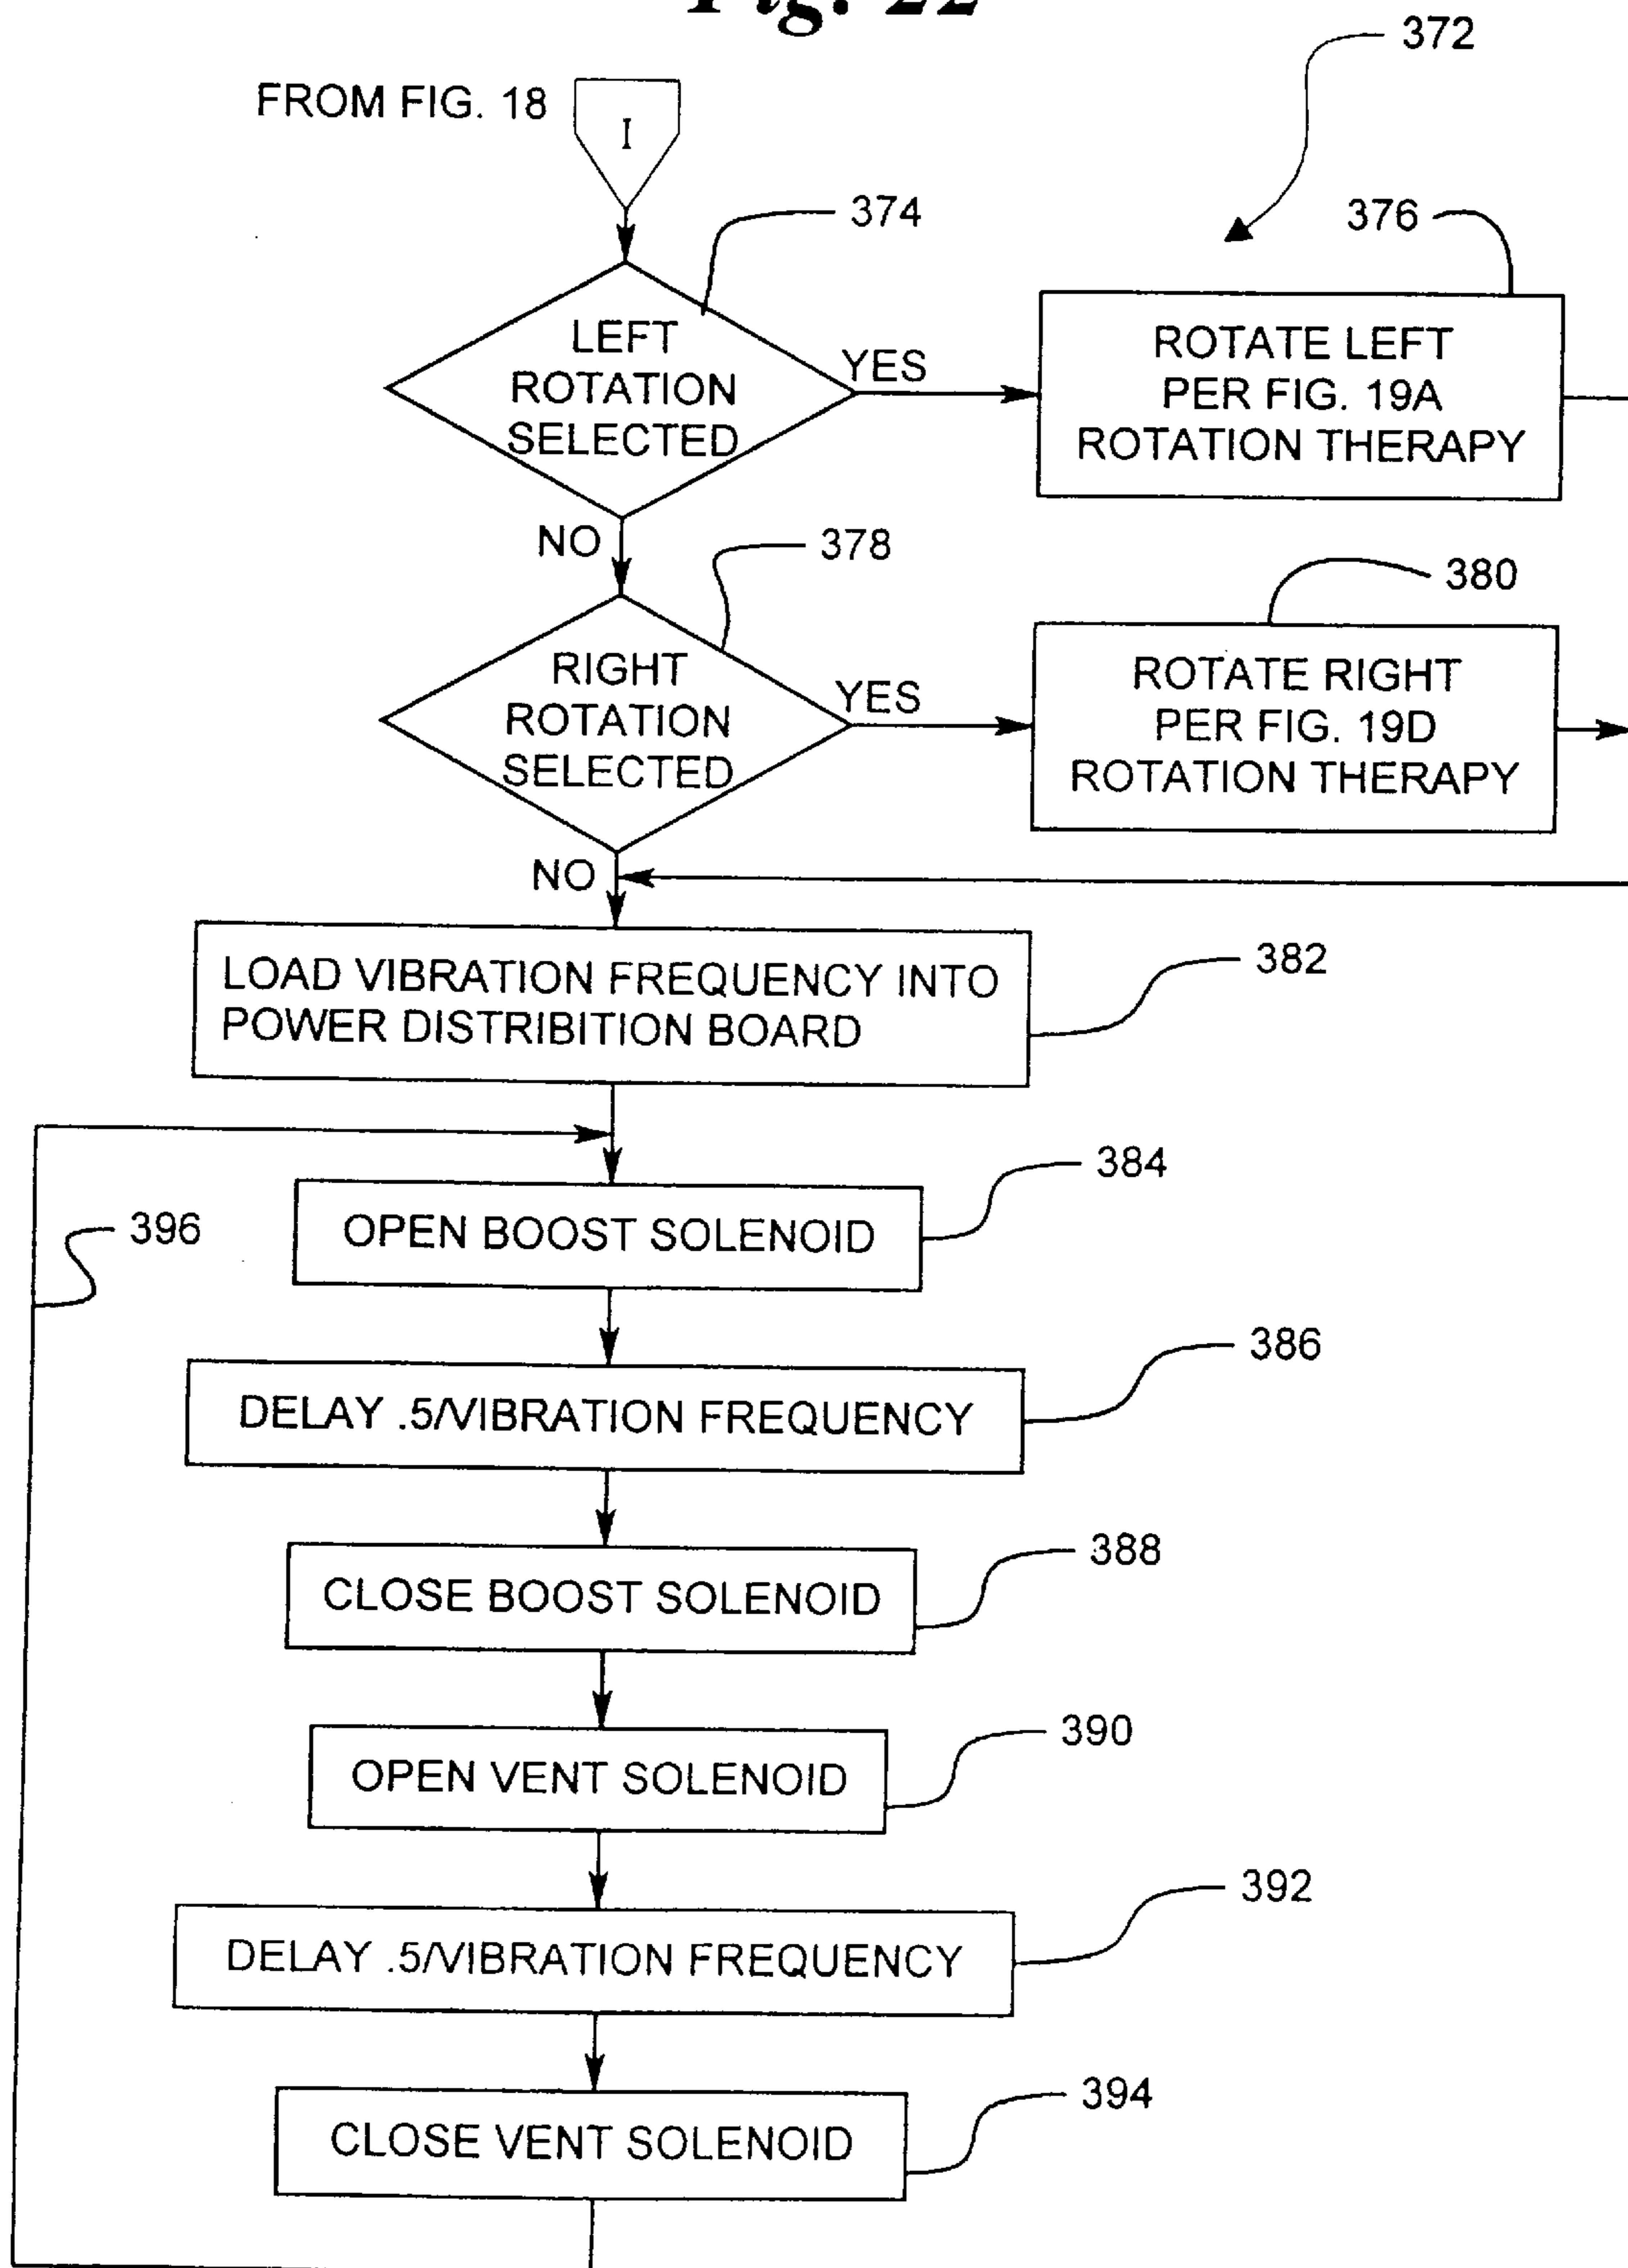 Fig. 22
372
FROM FIG. 18
I
374
376
LEFT
ROTATION
SELECTED
YES
ROTATE LEFT
PER FIG. 19A
ROTATION THERAPY
NO
378
380
RIGHT
ROTATION
SELECTED
YES
ROTATE RIGHT
PER FIG. 19D
ROTATION THERAPY
NO
LOAD VIBRATION FREQUENCY INTO
POWER DISTRIBITION BOARD
382
384
396
OPEN BOOST SOLENOID
386
DELAY .5/VIBRATION FREQUENCY
388
CLOSE BOOST SOLENOID
390
OPEN VENT SOLENOID
392
DELAY .5/VIBRATION FREQUENCY
394
CLOSE VENT SOLENOID